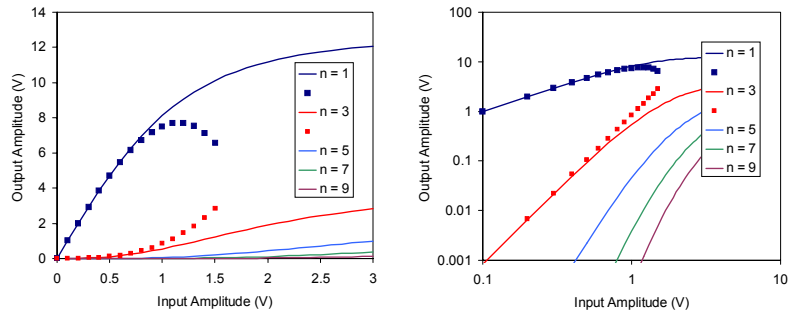 14
12
10
8
6
4
2
0
0
0.5
1
1.5
2
2.5
3
Output Amplitude (V)
Input Amplitude (V)
n = 1
n = 3
n = 5
n = 7
n = 9
100
10
1
0.1
0.01
0.001
0.1
1
10
Output Amplitude (V)
Input Amplitude (V)
n = 1
n = 3
n = 5
n = 7
n = 9